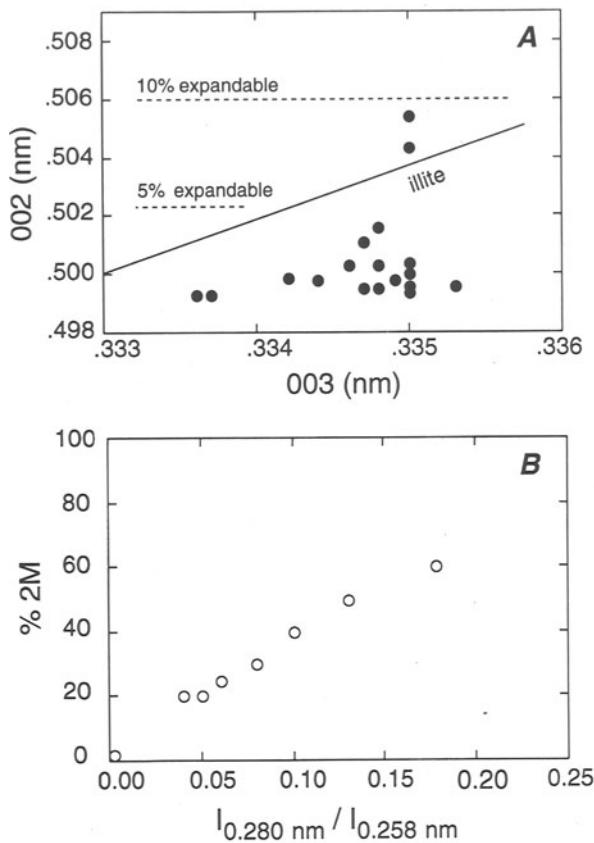 A
.508
.506
.504
.502
.500
.498
10% expandable
5% expandable
illite
002 (nm)
.333
.334
.335
.336
003 (nm)
B
100
80
60
40
20
0
% 2M
0.00
0.05
0.10
0.15
0.20
0.25
I0.280 nm / I0.258 nm